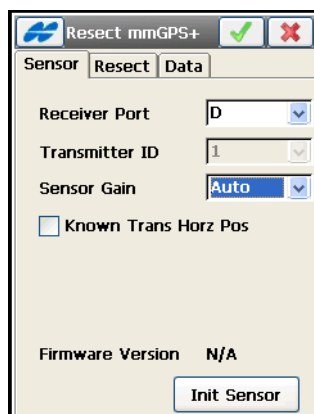 Resect mmGPS+
Sensor Resect Data
Receiver Port D
Transmitter ID 1
Sensor Gain Auto
Known Trans Horz Pos
Firmware Version N/A
Init Sensor